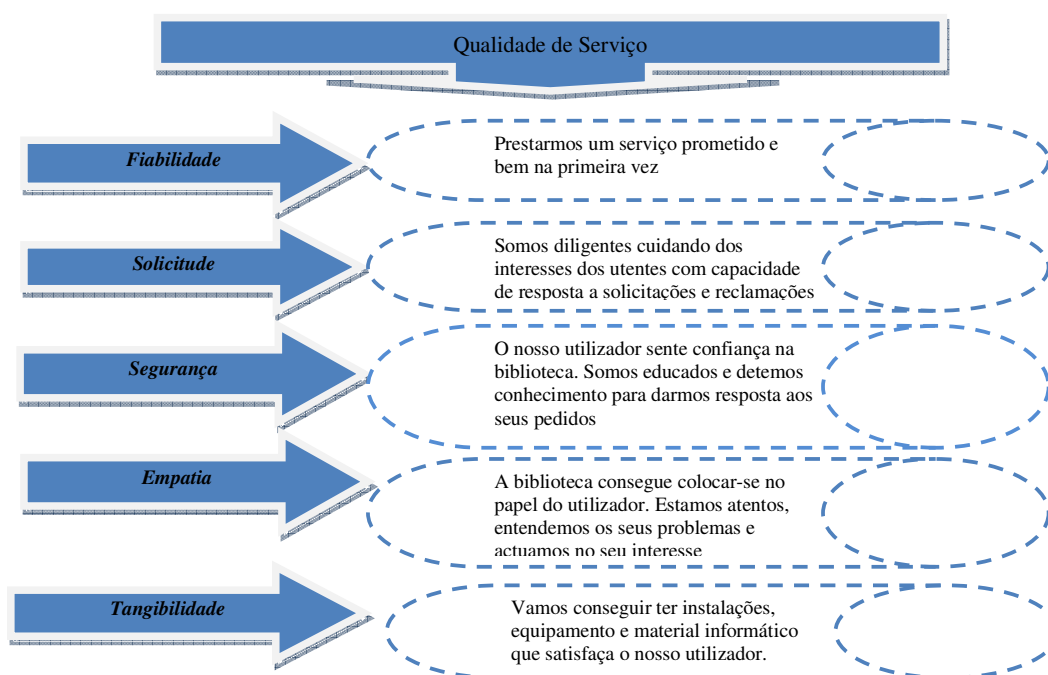 Qualidade de Serviço
Fiabilidade
Prestarmos um serviço prometido e
bem na primeira vez
Solicitude
Somos diligentes cuidando dos
interesses dos utentes com capacidade
de resposta a solicitações e reclamações
Segurança
O nosso utilizador sente confiança na
biblioteca. Somos educados e detemos
conhecimento para darmos resposta aos
seus pedidos
Empatia
A biblioteca consegue colocar-se no
papel do utilizador. Estamos atentos,
entendemos os seus problemas e
actuamos no seu interesse
Tangibilidade
Vamos conseguir ter instalações,
equipamento e material informático
que satisfaça o nosso utilizador.